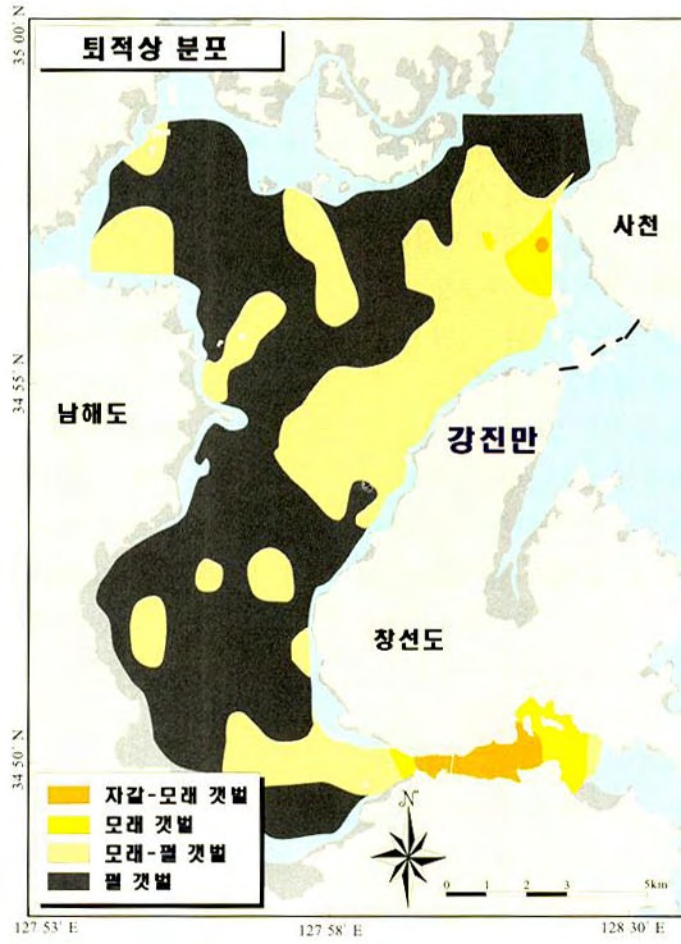 35 00′ N
퇴적상 분포
사천
34 55′ N
남해도
강진만
창선도
34 50′ N
자갈-모래 갯벌
모래 갯벌
모래-펄 갯벌
펄 갯벌
N
0 1 2 3 5km
127 53′ E
127 58′ E
128 30′ E